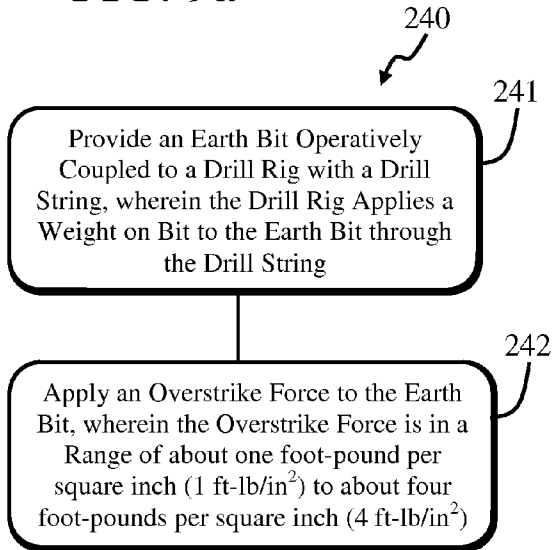 240
241
Provide an Earth Bit Operatively
Coupled to a Drill Rig with a Drill
String, wherein the Drill Rig Applies a
Weight on Bit to the Earth Bit through
the Drill String
242
Apply an Overstrike Force to the Earth
Bit, wherein the Overstrike Force is in a
Range of about one foot-pound per
square inch (1 ft-lb/in²) to about four
foot-pounds per square inch (4 ft-lb/in²)